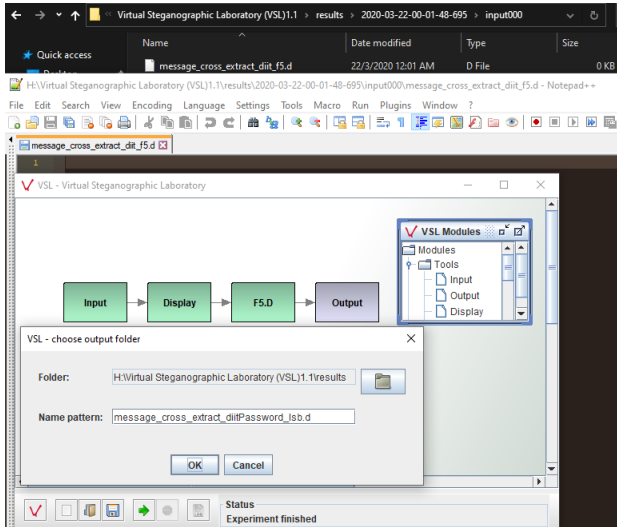 Virtual Steganographic Laboratory (VSL)1.1 › results › 2020-03-22-00-01-48-695 › input000
Name Date modified Type Size
Quick access
message_cross_extract_diit_f5.d 22/3/2020 12:01 AM D File 0 KB
H:\Virtual Steganographic Laboratory (VSL)1.1\results\2020-03-22-00-01-48-695\input000\message_cross_extract_diit_f5.d - Notepad++
File Edit Search View Encoding Language Settings Tools Macro Run Plugins Window ?
message_cross_extract_diit_f5.d
1
VSL - Virtual Steganographic Laboratory
VSL Modules
Modules
Tools
Input
Output
Display
Input Display F5.D Output
VSL - choose output folder
Folder: H:\Virtual Steganographic Laboratory (VSL)1.1\results
Name pattern: message_cross_extract_diitPassword_lsb.d
OK Cancel
Status
Experiment finished